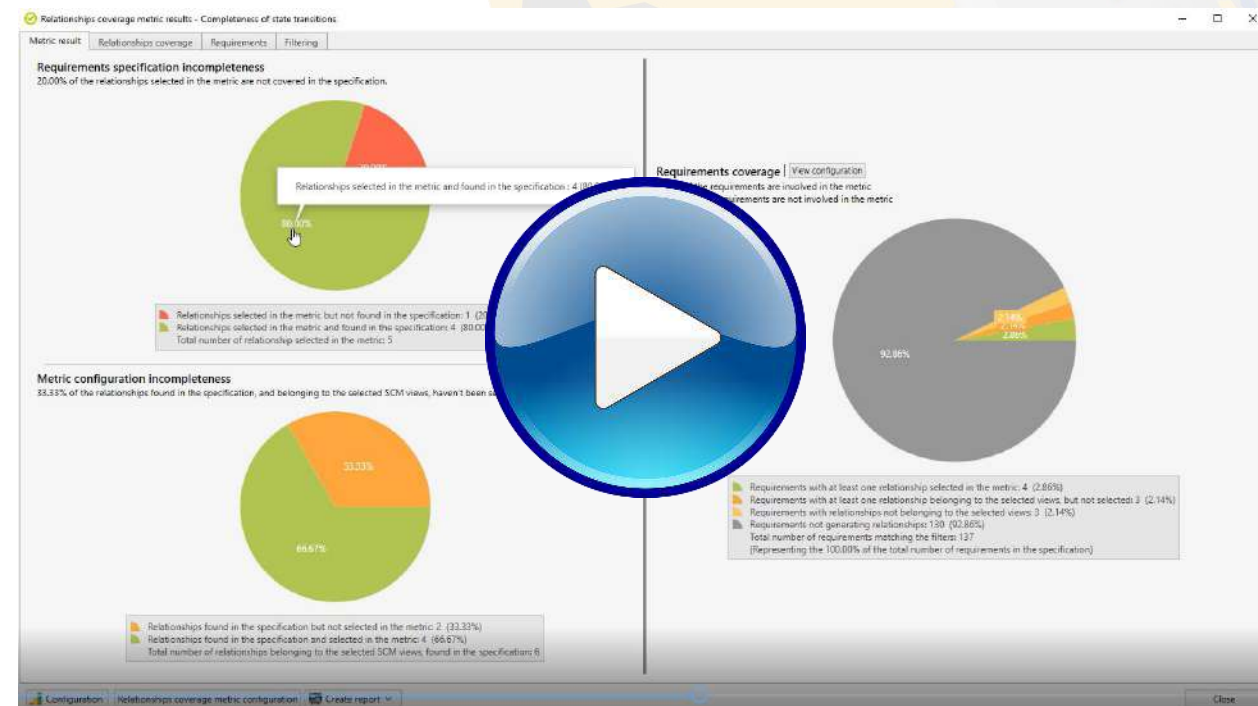 Relationships coverage metric results - Completeness of state transitions
Metric result
Relationships coverage
Requirements
Filtering
Requirements specification incompleteness
20.00% of the relationships selected in the metric are not covered in the specification.
Relationships selected in the metric and found in the specification : 4 (80.
80.00%
Relationships selected in the metric but not found in the specification: 1 (20
Relationships selected in the metric and found in the specification: 4 (80.00
Total number of relationship selected in the metric: 5
Metric configuration incompleteness
33.33% of the relationships found in the specification, and belonging to the selected SCM views, haven't been
33.33%
66.67%
Relationships found in the specification but not selected in the metric: 2 (33.33%)
Relationships found in the specification and selected in the metric: 4 (66.67%)
Total number of relationships belonging to the selected SCM views, found in the specification: 6
Requirements coverage
View configuration
requirements are involved in the metric
requirements are not involved in the metric
2.14%
2.14%
2.86%
92.86%
Requirements with at least one relationship selected in the metric: 4 (2.86%)
Requirements with at least one relationship belonging to the selected views, but not selected: 3 (2.14%)
Requirements with relationships not belonging to the selected views: 3 (2.14%)
Requirements not generating relationships: 130 (92.86%)
Total number of requirements matching the filters: 137
(Representing the 100.00% of the total number of requirements in the specification)
Configuration
Relationships coverage metric configuration
Create report
Close